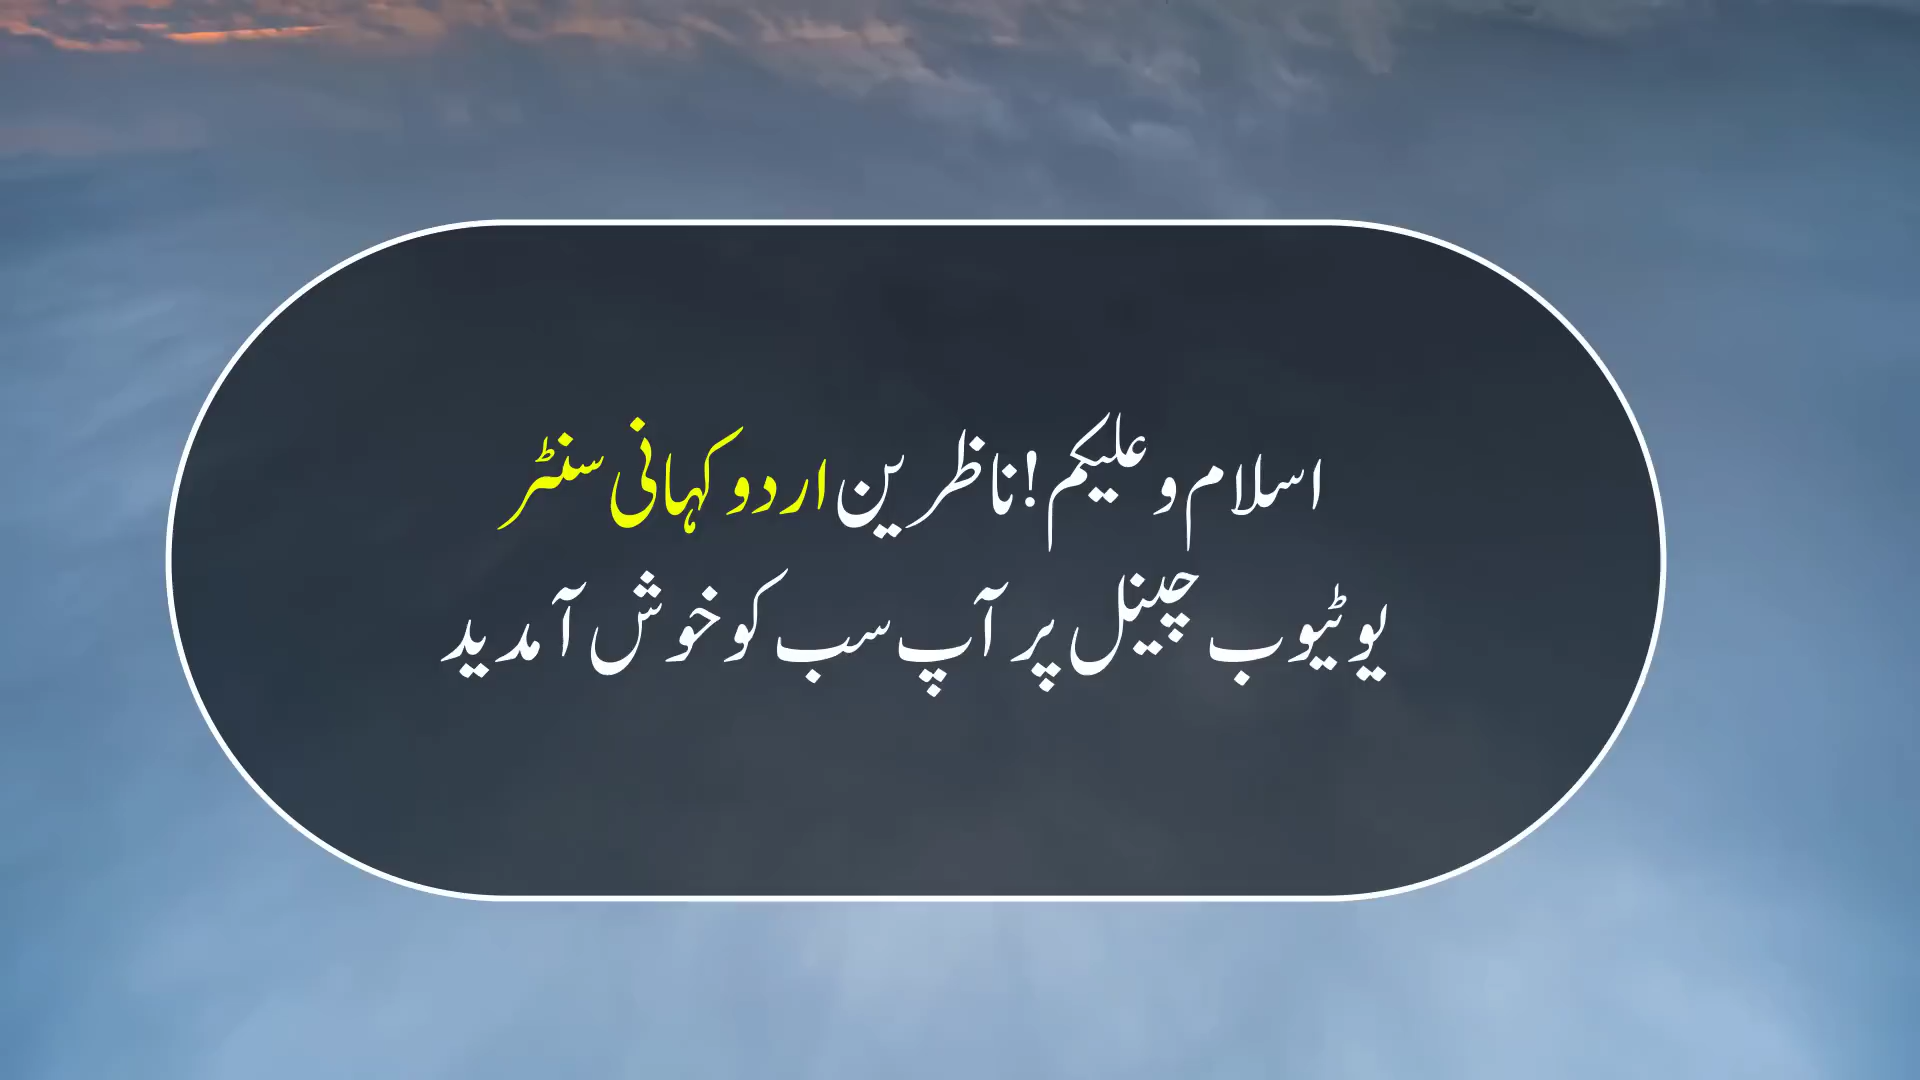 اسلام و علیکم ! ناظرین اردو کہانی سنٹر
یوٹیوب چینل پر آپ سب کو خوش آمدید